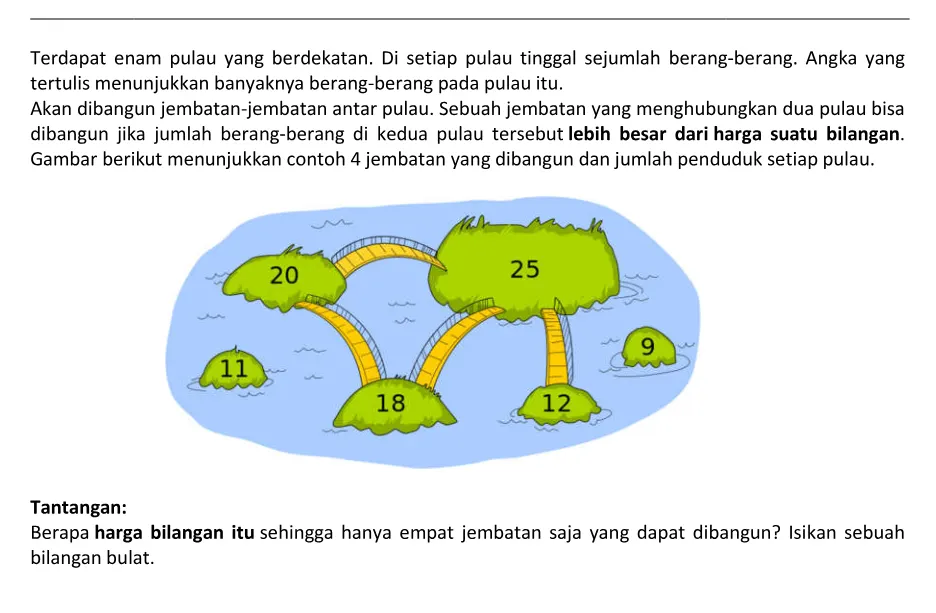 Terdapat enam pulau yang berdekatan. Di setiap pulau tinggal sejumlah berang-berang. Angka yang
tertulis menunjukkan banyaknya berang-berang pada pulau itu.
Akan dibangun jembatan-jembatan antar pulau. Sebuah jembatan yang menghubungkan dua pulau bisa
dibangun jika jumlah berang-berang di kedua pulau tersebut lebih besar dari harga suatu bilangan.
Gambar berikut menunjukkan contoh 4 jembatan yang dibangun dan jumlah penduduk setiap pulau.
20
25
11
9
18
12
Tantangan:
Berapa harga bilangan itu sehingga hanya empat jembatan saja yang dapat dibangun? Isikan sebuah
bilangan bulat.